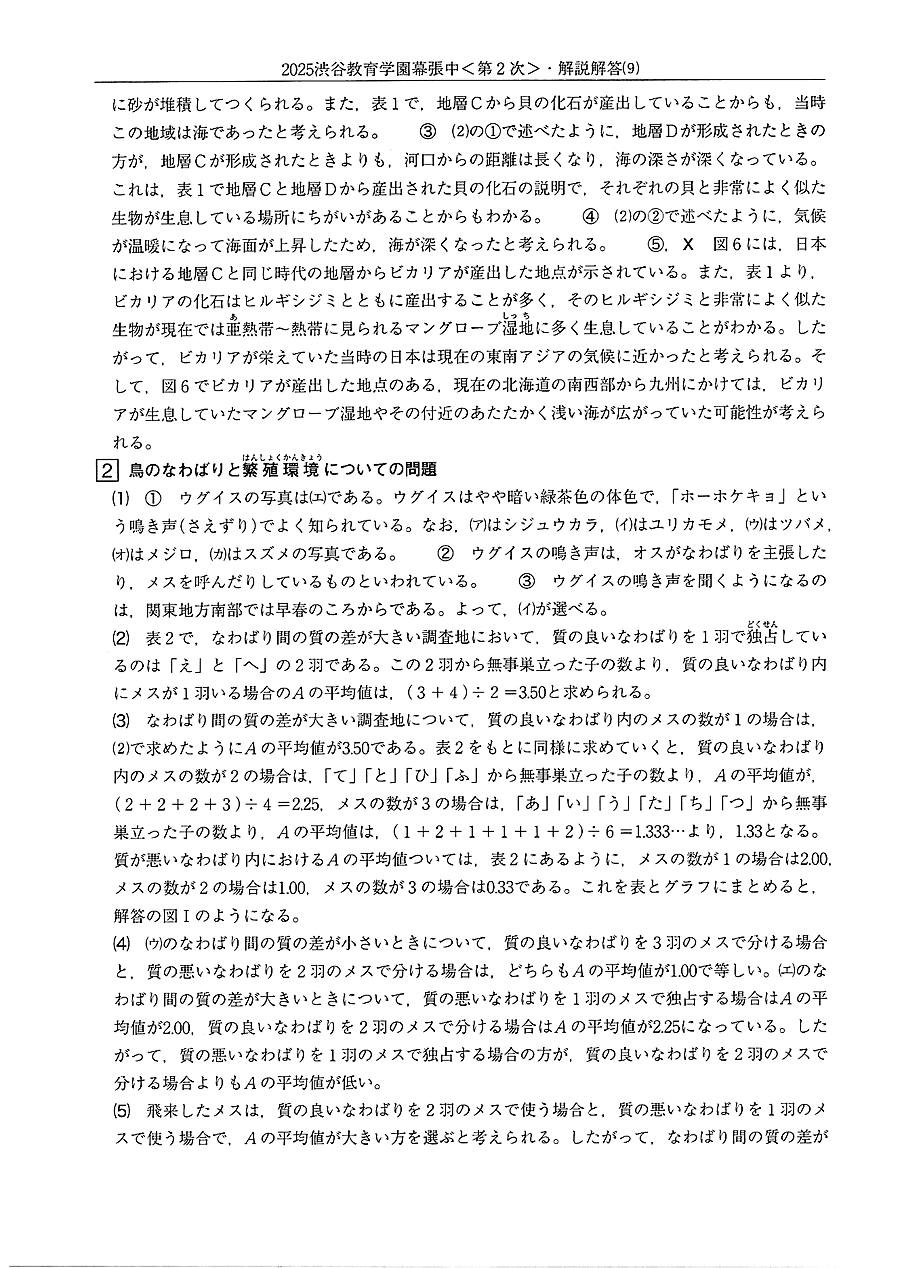 2025渋谷教育学園幕張中＜第２次＞・解説解答(9)
に砂が堆積してつくられる。また，表１で，地層Ｃから貝の化石が産出していることからも，当時
この地域は海であったと考えられる。　③　(2)の①で述べたように，地層Ｄが形成されたときの
方が，地層Ｃが形成されたときよりも，河口からの距離は長くなり，海の深さが深くなっている。
これは，表１で地層Ｃと地層Ｄから産出された貝の化石の説明で，それぞれの貝と非常によく似た
生物が生息している場所にちがいがあることからもわかる。　④　(2)の②で述べたように，気候
が温暖になって海面が上昇したため，海が深くなったと考えられる。　⑤，Ｘ　図６には，日本
における地層Ｃと同じ時代の地層からビカリアが産出した地点が示されている。また，表１より，
ビカリアの化石はヒルギシジミとともに産出することが多く，そのヒルギシジミと非常によく似た
あ　しっち
生物が現在では亜熱帯～熱帯に見られるマングローブ湿地に多く生息していることがわかる。した
がって，ビカリアが栄えていた当時の日本は現在の東南アジアの気候に近かったと考えられる。そ
して，図６でビカリアが産出した地点のある，現在の北海道の南西部から九州にかけては，ビカリ
アが生息していたマングローブ湿地やその付近のあたたかく浅い海が広がっていた可能性が考えら
れる。
はんしょくかんきょう
２　鳥のなわばりと繁殖環境についての問題
(1)　①　ウグイスの写真は(エ)である。ウグイスはやや暗い緑茶色の体色で，「ホーホケキョ」とい
う鳴き声(さえずり)でよく知られている。なお，(ア)はシジュウカラ，(イ)はユリカモメ，(ウ)はツバメ，
(オ)はメジロ，(カ)はスズメの写真である。　②　ウグイスの鳴き声は，オスがなわばりを主張した
り，メスを呼んだりしているものといわれている。　③　ウグイスの鳴き声を聞くようになるの
は，関東地方南部では早春のころからである。よって，(イ)が選べる。
どくせん
(2)　表２で，なわばり間の質の差が大きい調査地において，質の良いなわばりを１羽で独占してい
るのは「え」と「へ」の２羽である。この２羽から無事巣立った子の数より，質の良いなわばり内
にメスが１羽いる場合のＡの平均値は，(３＋４)÷２＝3.50と求められる。
(3)　なわばり間の質の差が大きい調査地について，質の良いなわばり内のメスの数が１の場合は，
(2)で求めたようにＡの平均値が3.50である。表２をもとに同様に求めていくと，質の良いなわばり
内のメスの数が２の場合は，「て」「と」「ひ」「ふ」から無事巣立った子の数より，Ａの平均値が，
(２＋２＋２＋３)÷４＝2.25，メスの数が３の場合は，「あ」「い」「う」「た」「ち」「つ」から無事
巣立った子の数より，Ａの平均値は，(１＋２＋１＋１＋１＋２)÷６＝1.333…より，1.33となる。
質が悪いなわばり内におけるＡの平均値ついては，表２にあるように，メスの数が１の場合は2.00，
メスの数が２の場合は1.00，メスの数が３の場合は0.33である。これを表とグラフにまとめると，
解答の図Ⅰのようになる。
(4)　(ウ)のなわばり間の質の差が小さいときについて，質の良いなわばりを３羽のメスで分ける場合
と，質の悪いなわばりを２羽のメスで分ける場合は，どちらもＡの平均値が1.00で等しい。(エ)のな
わばり間の質の差が大きいときについて，質の悪いなわばりを１羽のメスで独占する場合はＡの平
均値が2.00，質の良いなわばりを２羽のメスで分ける場合はＡの平均値が2.25になっている。した
がって，質の悪いなわばりを１羽のメスで独占する場合の方が，質の良いなわばりを２羽のメスで
分ける場合よりもＡの平均値が低い。
(5)　飛来したメスは，質の良いなわばりを２羽のメスで使う場合と，質の悪いなわばりを１羽のメ
スで使う場合で，Ａの平均値が大きい方を選ぶと考えられる。したがって，なわばり間の質の差が